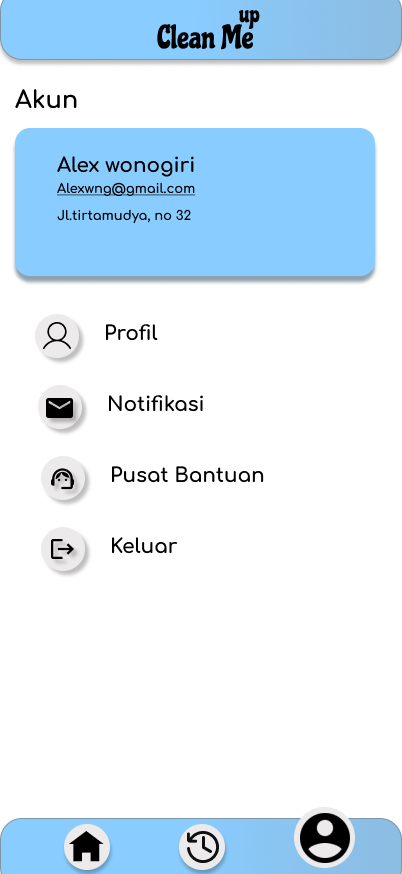 up
Clean Me
Akun
Alex wonogiri
Alexwng@gmail.com
Jl.tirtamudya, no 32
Profil
Notifikasi
Pusat Bantuan
Keluar